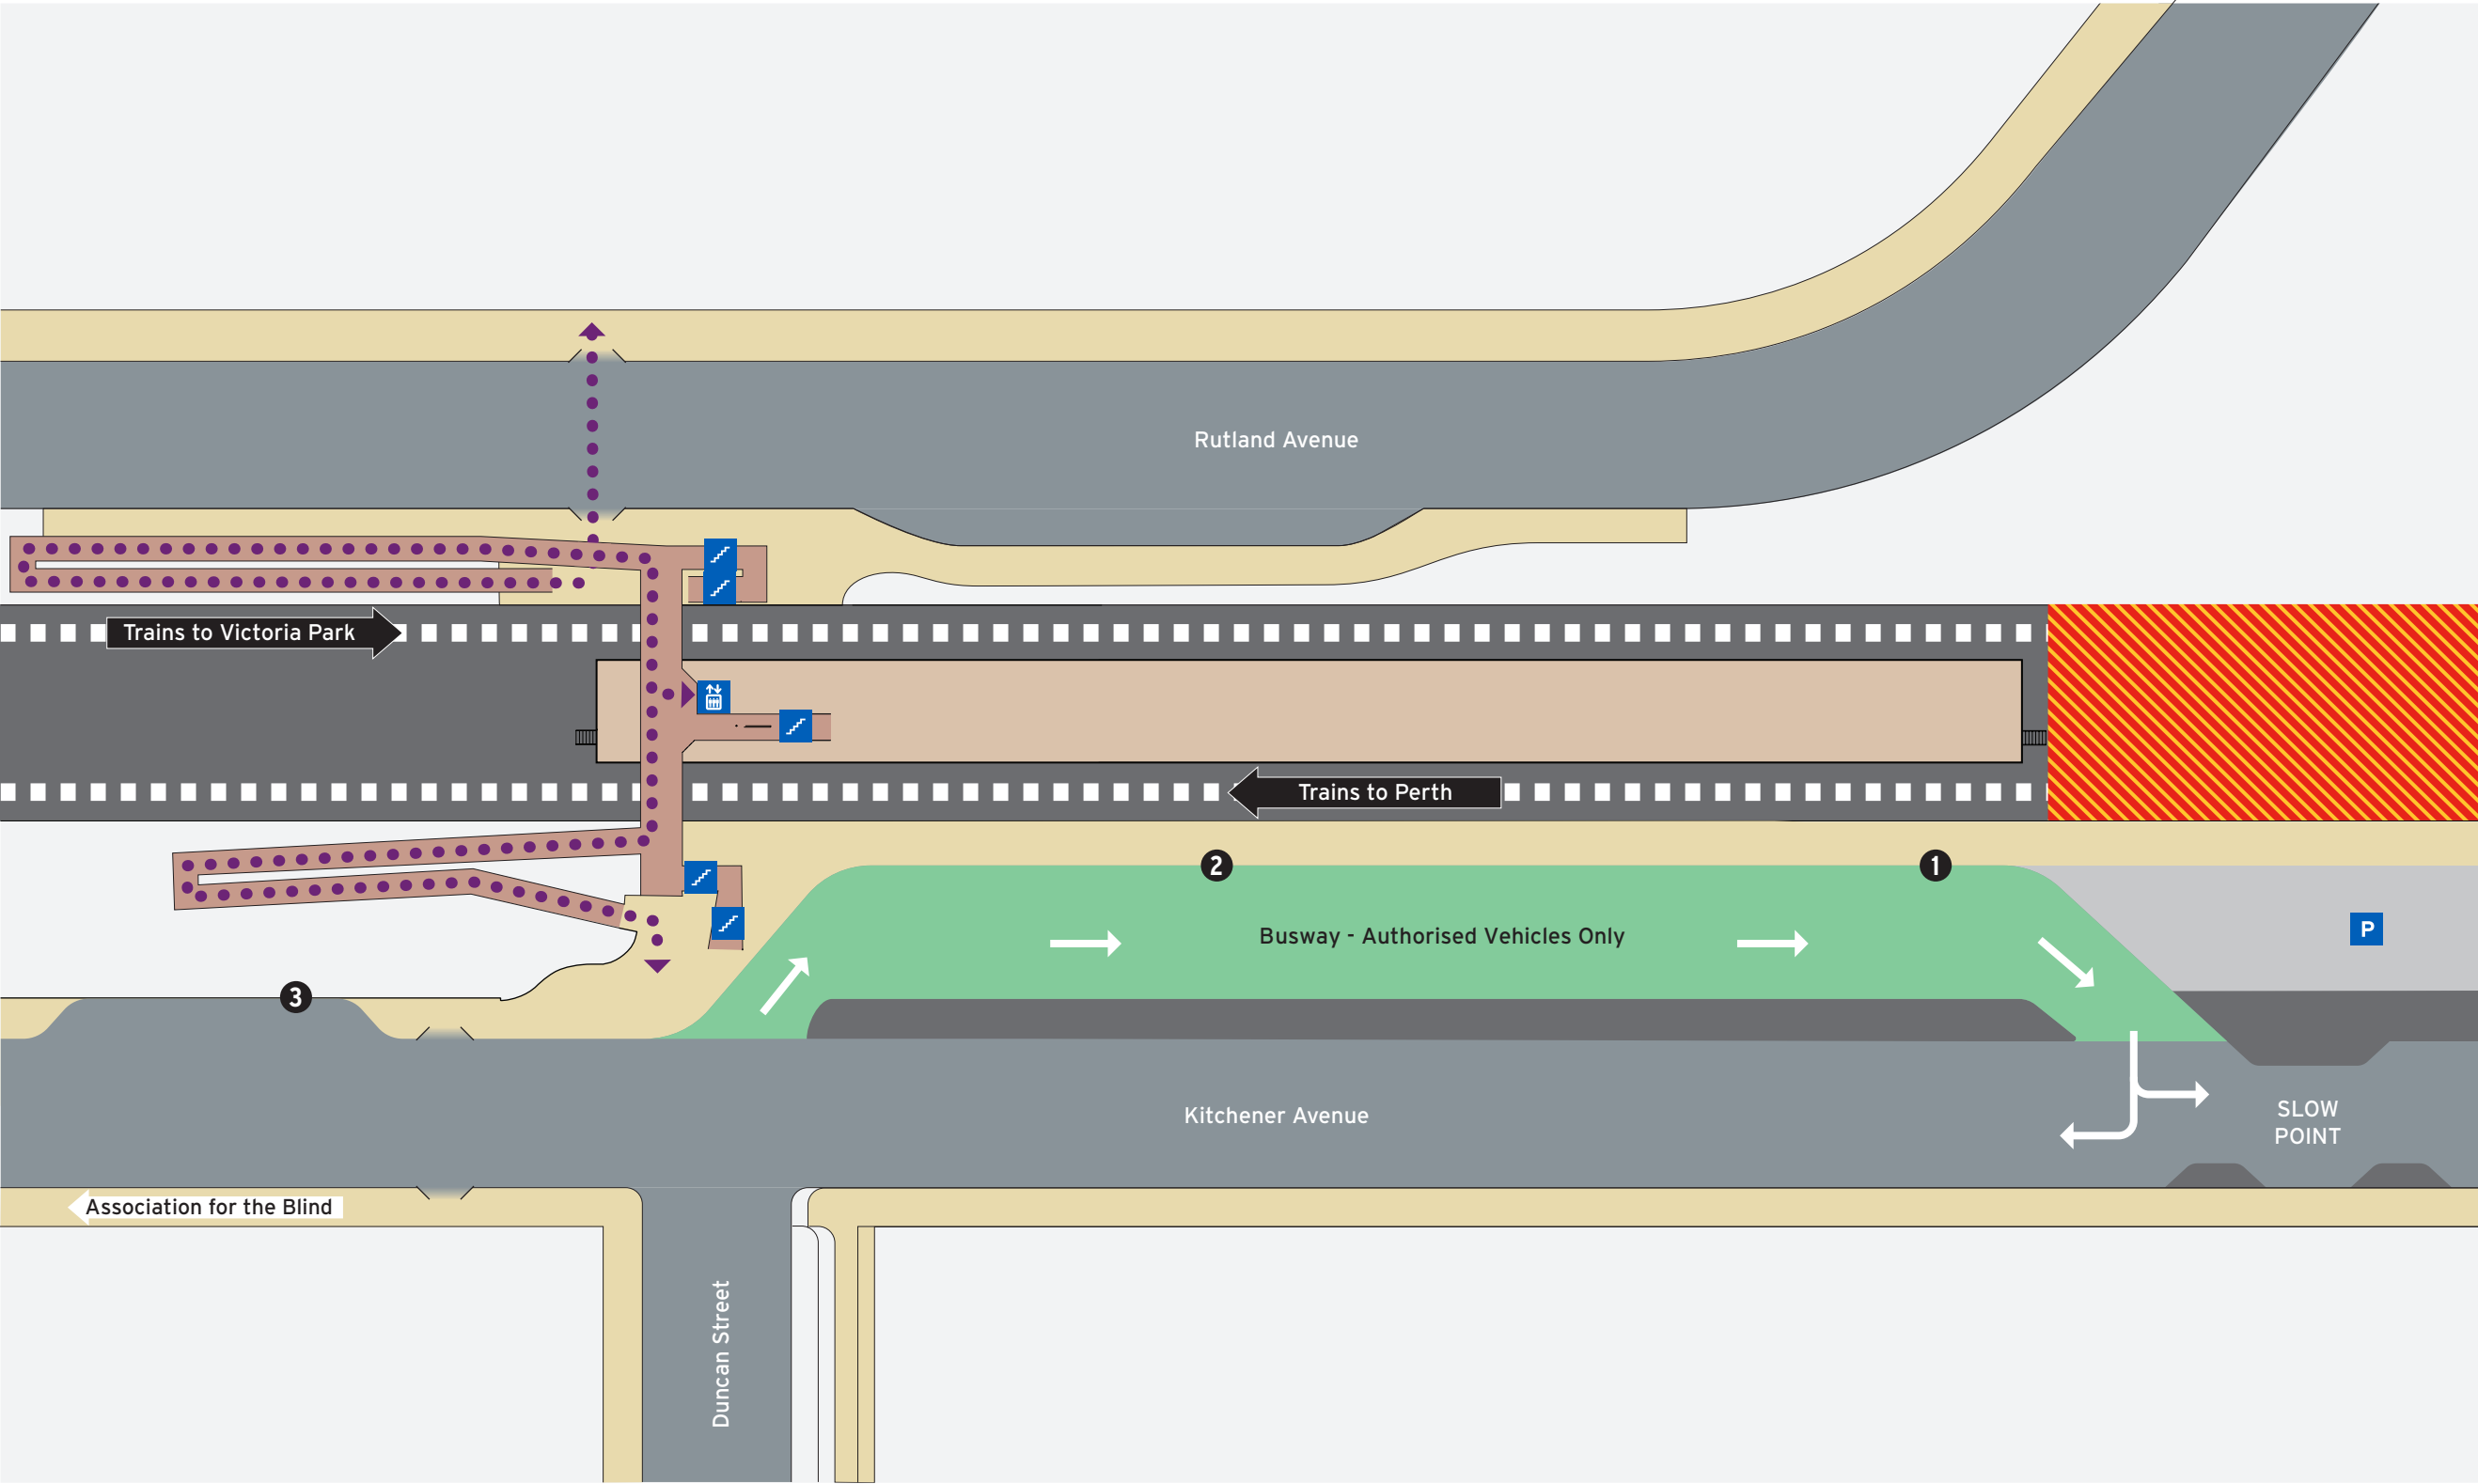 Rutland Avenue
Trains to Victoria Park
Trains to Perth
2
1
Busway - Authorised Vehicles Only
P
3
Kitchener Avenue
SLOW
POINT
Association for the Blind
Duncan Street